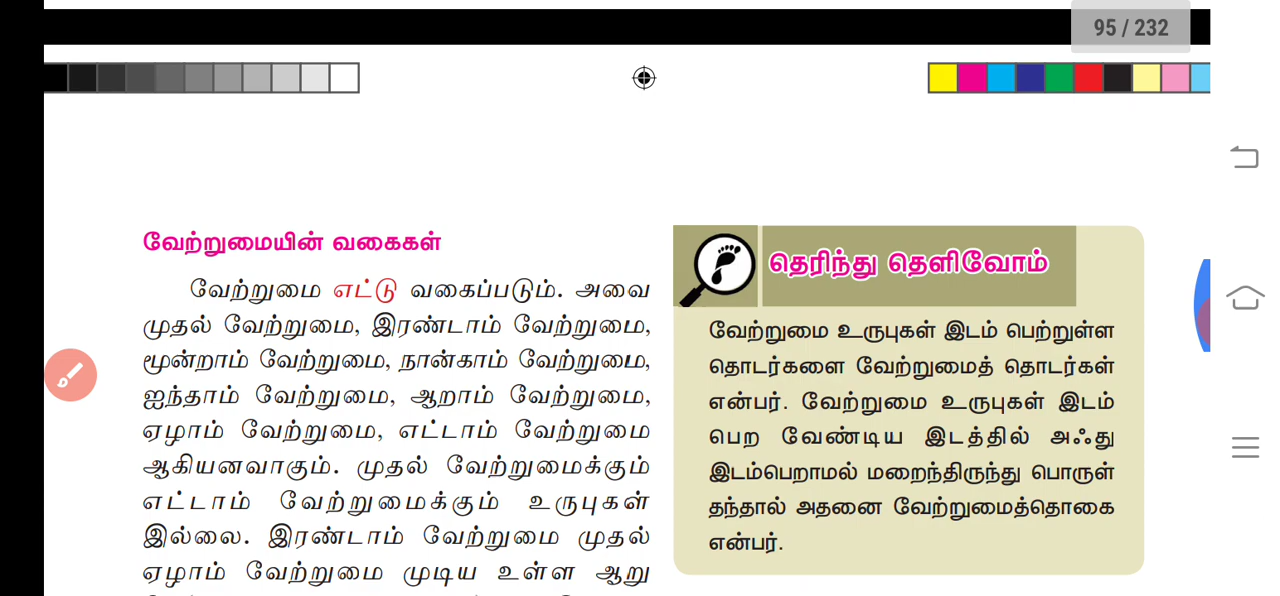 95 / 232
வேற்றுமையின் வகைகள்
வேற்றுமை எட்டு வகைப்படும். அவை
முதல் வேற்றுமை, இரண்டாம் வேற்றுமை,
மூன்றாம் வேற்றுமை, நான்காம் வேற்றுமை,
ஐந்தாம் வேற்றுமை, ஆறாம் வேற்றுமை,
ஏழாம் வேற்றுமை, எட்டாம் வேற்றுமை
ஆகியனவாகும். முதல் வேற்றுமைக்கும்
எட்டாம் வேற்றுமைக்கும் உருபுகள்
இல்லை. இரண்டாம் வேற்றுமை முதல்
ஏழாம் வேற்றுமை முடிய உள்ள ஆறு
தெரிந்து தெளிவோம்
வேற்றுமை உருபுகள் இடம் பெற்றுள்ள
தொடர்களை வேற்றுமைத் தொடர்கள்
என்பர். வேற்றுமை உருபுகள் இடம்
பெற வேண்டிய இடத்தில் அஃது
இடம்பெறாமல் மறைந்திருந்து பொருள்
தந்தால் அதனை வேற்றுமைத்தொகை
என்பர்.